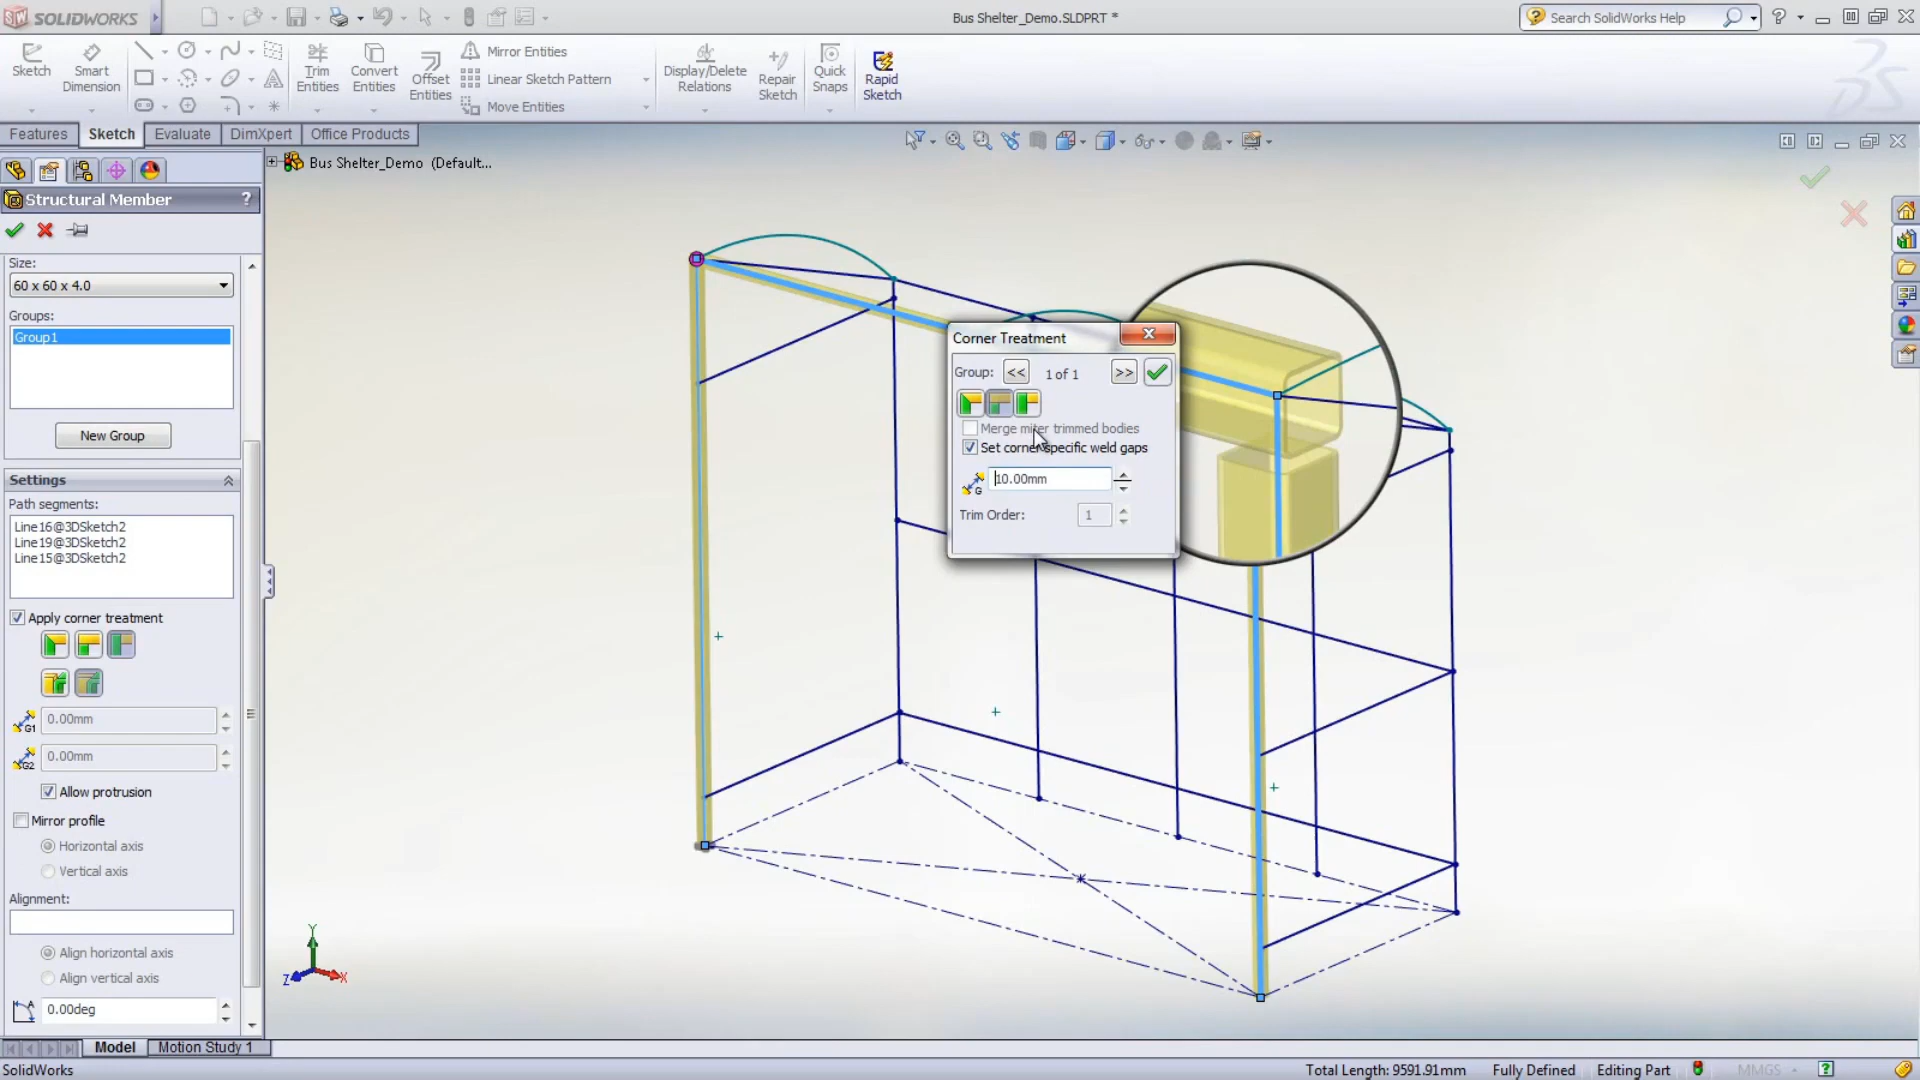 SOLIDWORKS
Bus Shelter_Demo.SLDPRT *
Search SolidWorks Help
Sketch
Smart Dimension
Trim Entities
Convert Entities
Offset Entities
Mirror Entities
Linear Sketch Pattern
Move Entities
Display/Delete Relations
Repair Sketch
Quick Snaps
Rapid Sketch
Features
Sketch
Evaluate
DimXpert
Office Products
Bus Shelter_Demo (Default...
Structural Member
?
Size:
60 x 60 x 4.0
Groups:
Group1
New Group
Settings
Path segments:
Line16@3DSketch2
Line19@3DSketch2
Line15@3DSketch2
Apply corner treatment
G1
0.00mm
G2
0.00mm
Allow protrusion
Mirror profile
Horizontal axis
Vertical axis
Alignment:
Align horizontal axis
Align vertical axis
0.00deg
Corner Treatment
Group:
<<
1 of 1
>>
Merge miter trimmed bodies
Set corner specific weld gaps
G
10.00mm
Trim Order:
1
Y
Z
X
Model
Motion Study 1
SolidWorks
Total Length: 9591.91mm
Fully Defined
Editing Part
MMGS
?